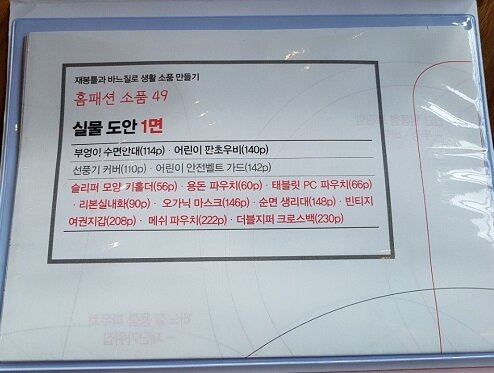 재봉틀과 바느질로 생활 소품 만들기
홈패션 소품 49
실물 도안 1면
부엉이 수면안대(114p) · 어린이 판초우비(140p)
선풍기 커버(110p) · 어린이 안전벨트 가드(142p)
슬리퍼 모양 키홀더(56p) · 용돈 파우치(60p) · 태블릿 PC 파우치(66p)
· 리본실내화(90p) · 오가닉 마스크(146p) · 순면 생리대(148p) · 빈티지
여권지갑(208p) · 메쉬 파우치(222p) · 더블지퍼 크로스백(230p)